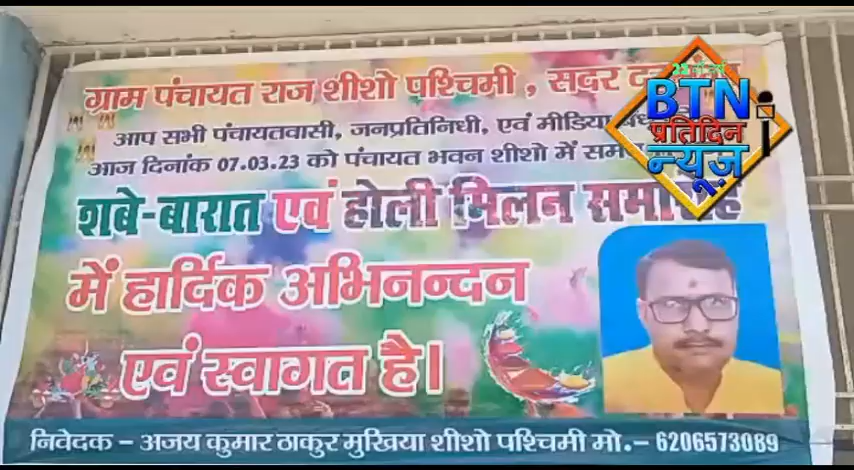 ग्राम पंचायत राज शीशो पश्चिमी, सदर
आप सभी पंचायतवासी, जनप्रतिनिधी, एवं मीडिया
आज दिनांक 07.03.23 को पंचायत भवन शीशो में
शबे-बारात एवं होली मिलन समारोह
में हार्दिक अभिनन्दन
एवं स्वागत है।
निवेदक - अजय कुमार ठाकुर मुखिया शीशो पश्चिमी मो.- 6206573089
BTN
प्रतिदिन
न्यूज़